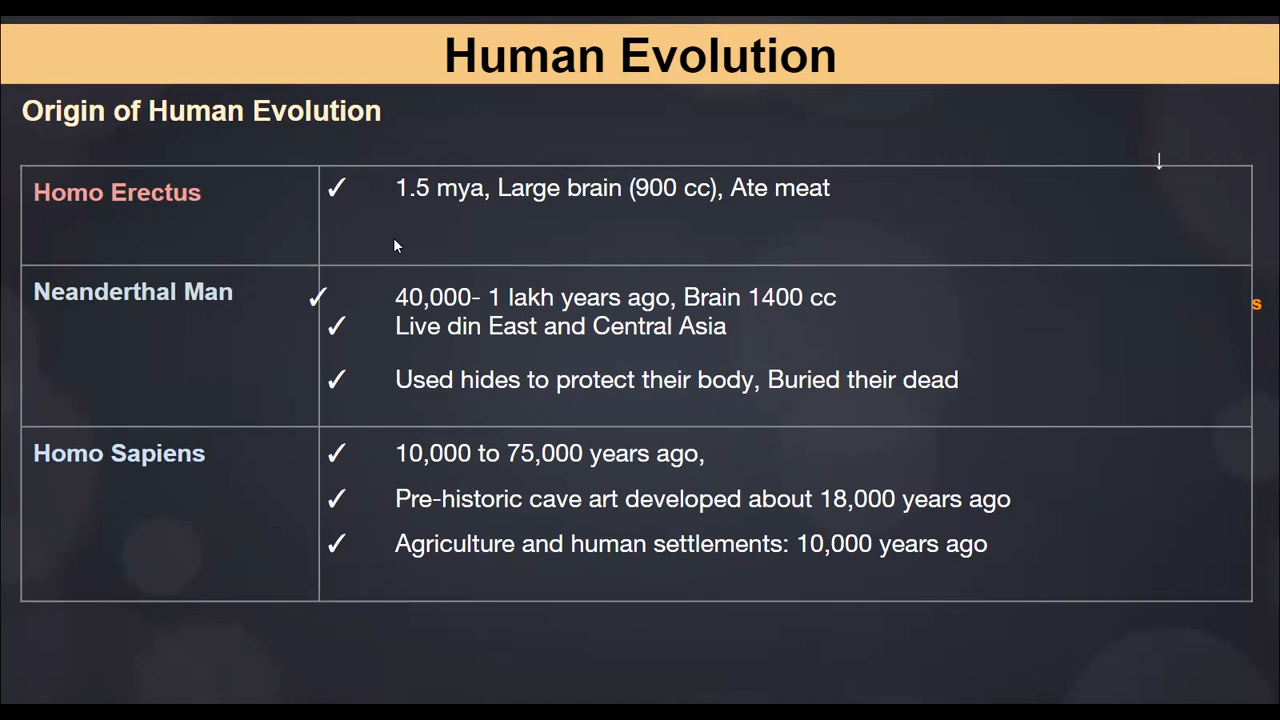 Human Evolution
Origin of Human Evolution
↓
Homo Erectus
✓ 1.5 mya, Large brain (900 cc), Ate meat
Neanderthal Man
✓ 40,000- 1 lakh years ago, Brain 1400 cc
s
✓ Live din East and Central Asia
✓ Used hides to protect their body, Buried their dead
Homo Sapiens
✓ 10,000 to 75,000 years ago,
✓ Pre-historic cave art developed about 18,000 years ago
✓ Agriculture and human settlements: 10,000 years ago